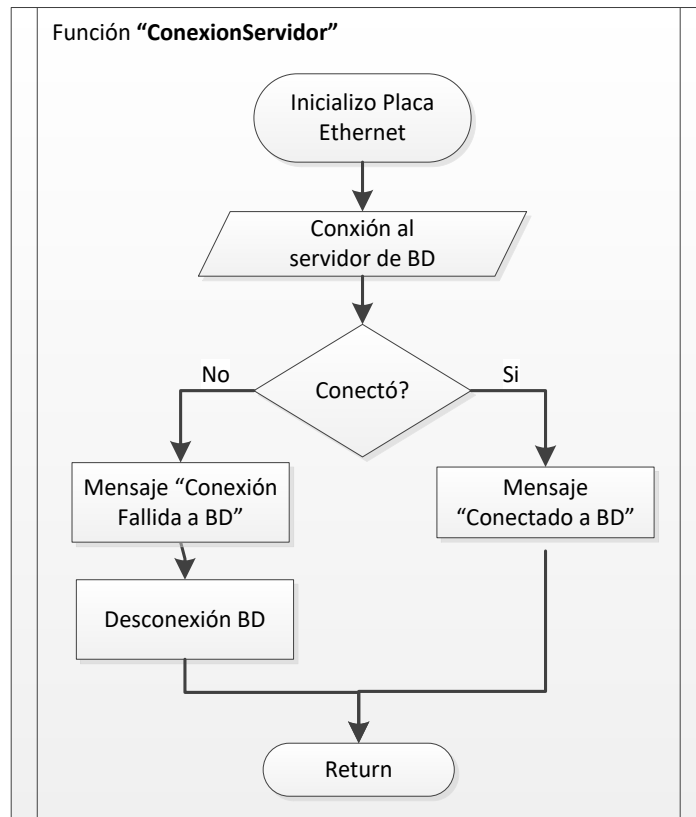 Función “ConexionServidor”
Inicializo Placa
Ethernet
Conxión al
servidor de BD
Conectó?
No
Si
Mensaje “Conexión
Fallida a BD”
Mensaje
“Conectado a BD”
Desconexión BD
Return